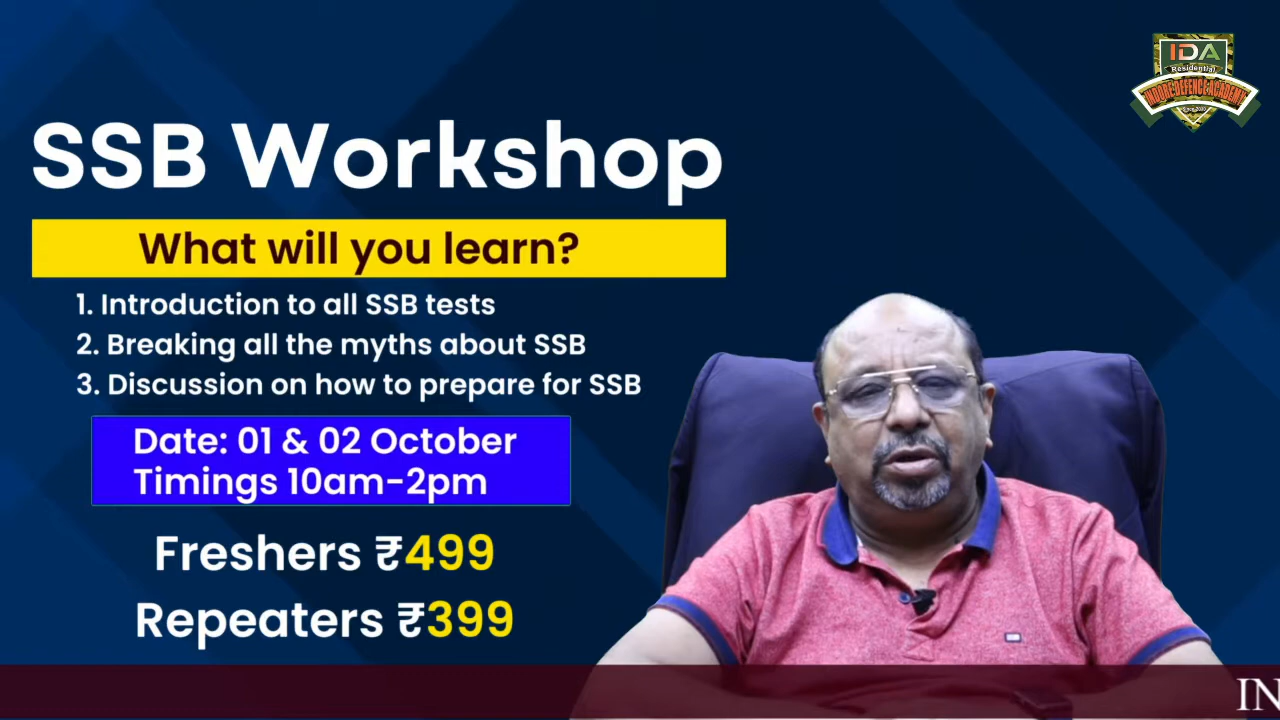 IDA
Residential
INDORE DEFENCE ACADEMY
SSB Workshop
What will you learn?
1. Introduction to all SSB tests
2. Breaking all the myths about SSB
3. Discussion on how to prepare for SSB
Date: 01 & 02 October
Timings 10am-2pm
Freshers ₹499
Repeaters ₹399
IN